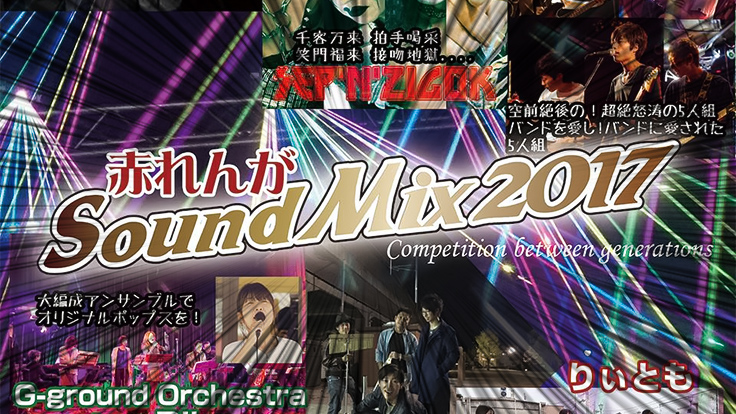 千客万来 拍手喝采
笑門福来 接吻地獄....
SEP'N'ZIGOK
空前絶後の!超絶怒涛の5人組
バンドを愛し!バンドに愛された
5人組
赤れんが
Sound Mix 2017
Competition between generations
大編成アンサンブルで
オリジナルポップスを!
G-ground Orchestra
りぃとも